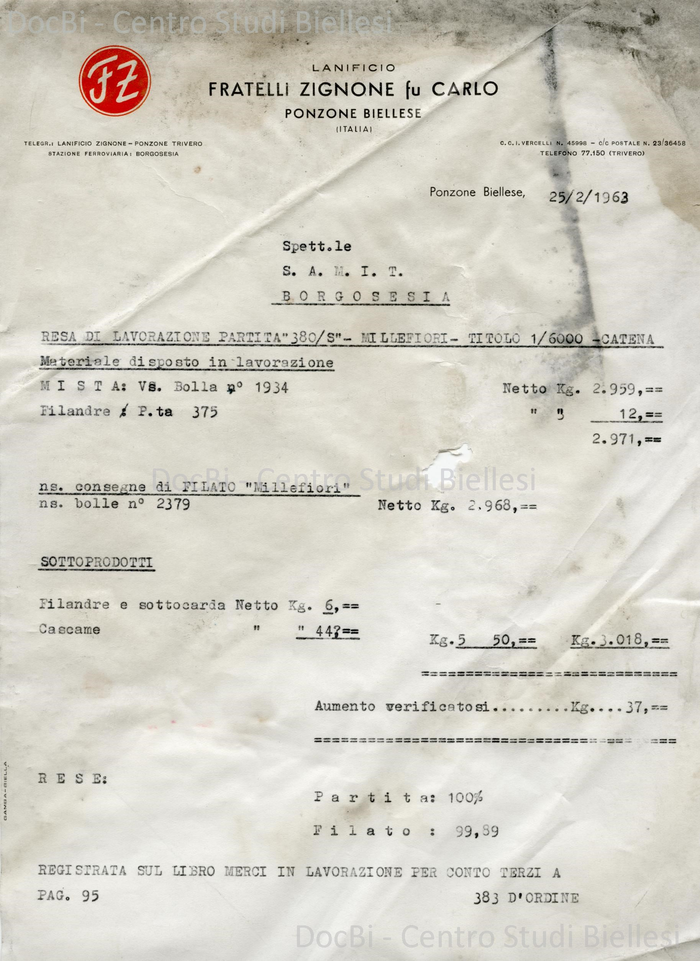 DocBi - Centro Studi Biellesi
FZ
LANIFICIO
FRATELLI ZIGNONE fu CARLO
PONZONE BIELLESE
(ITALIA)
TELEGR.: LANIFICIO ZIGNONE - PONZONE TRIVERO
STAZIONE FERROVIARIA: BORGOSESIA
C.C.I. VERCELLI N. 45998 - C/C POSTALE N. 23/36458
TELEFONO 77.150 (TRIVERO)
Ponzone Biellese, 25/2/1963
Spett.le
S. A. M. I. T.
BORGOSESIA
RESA DI LAVORAZIONE PARTITA"380/S"- MILLEFIORI- TITOLO 1/6000 -CATENA
Materiale disposto in lavorazione
M I S T A: Vs. Bolla nº 1934 Netto Kg. 2.959,==
Filandre P.ta 375 " " 12,==
2.971,==
DocBi - Centro Studi Biellesi
ns. consegne di FILATO "Millefiori"
ns. bolle nº 2379 Netto Kg. 2.968,==
SOTTOPRODOTTI
Filandre e sottocarda Netto Kg. 6,==
Cascame " " 44,==
Kg.5 50,== Kg.3.018,==
============================
Aumento verificatosi.........Kg....37,==
========================================
R E S E:
P a r t i t a: 100%
F i l a t o : 99,89
REGISTRATA SUL LIBRO MERCI IN LAVORAZIONE PER CONTO TERZI A
PAG. 95 383 D'ORDINE
DocBi - Centro Studi Biellesi